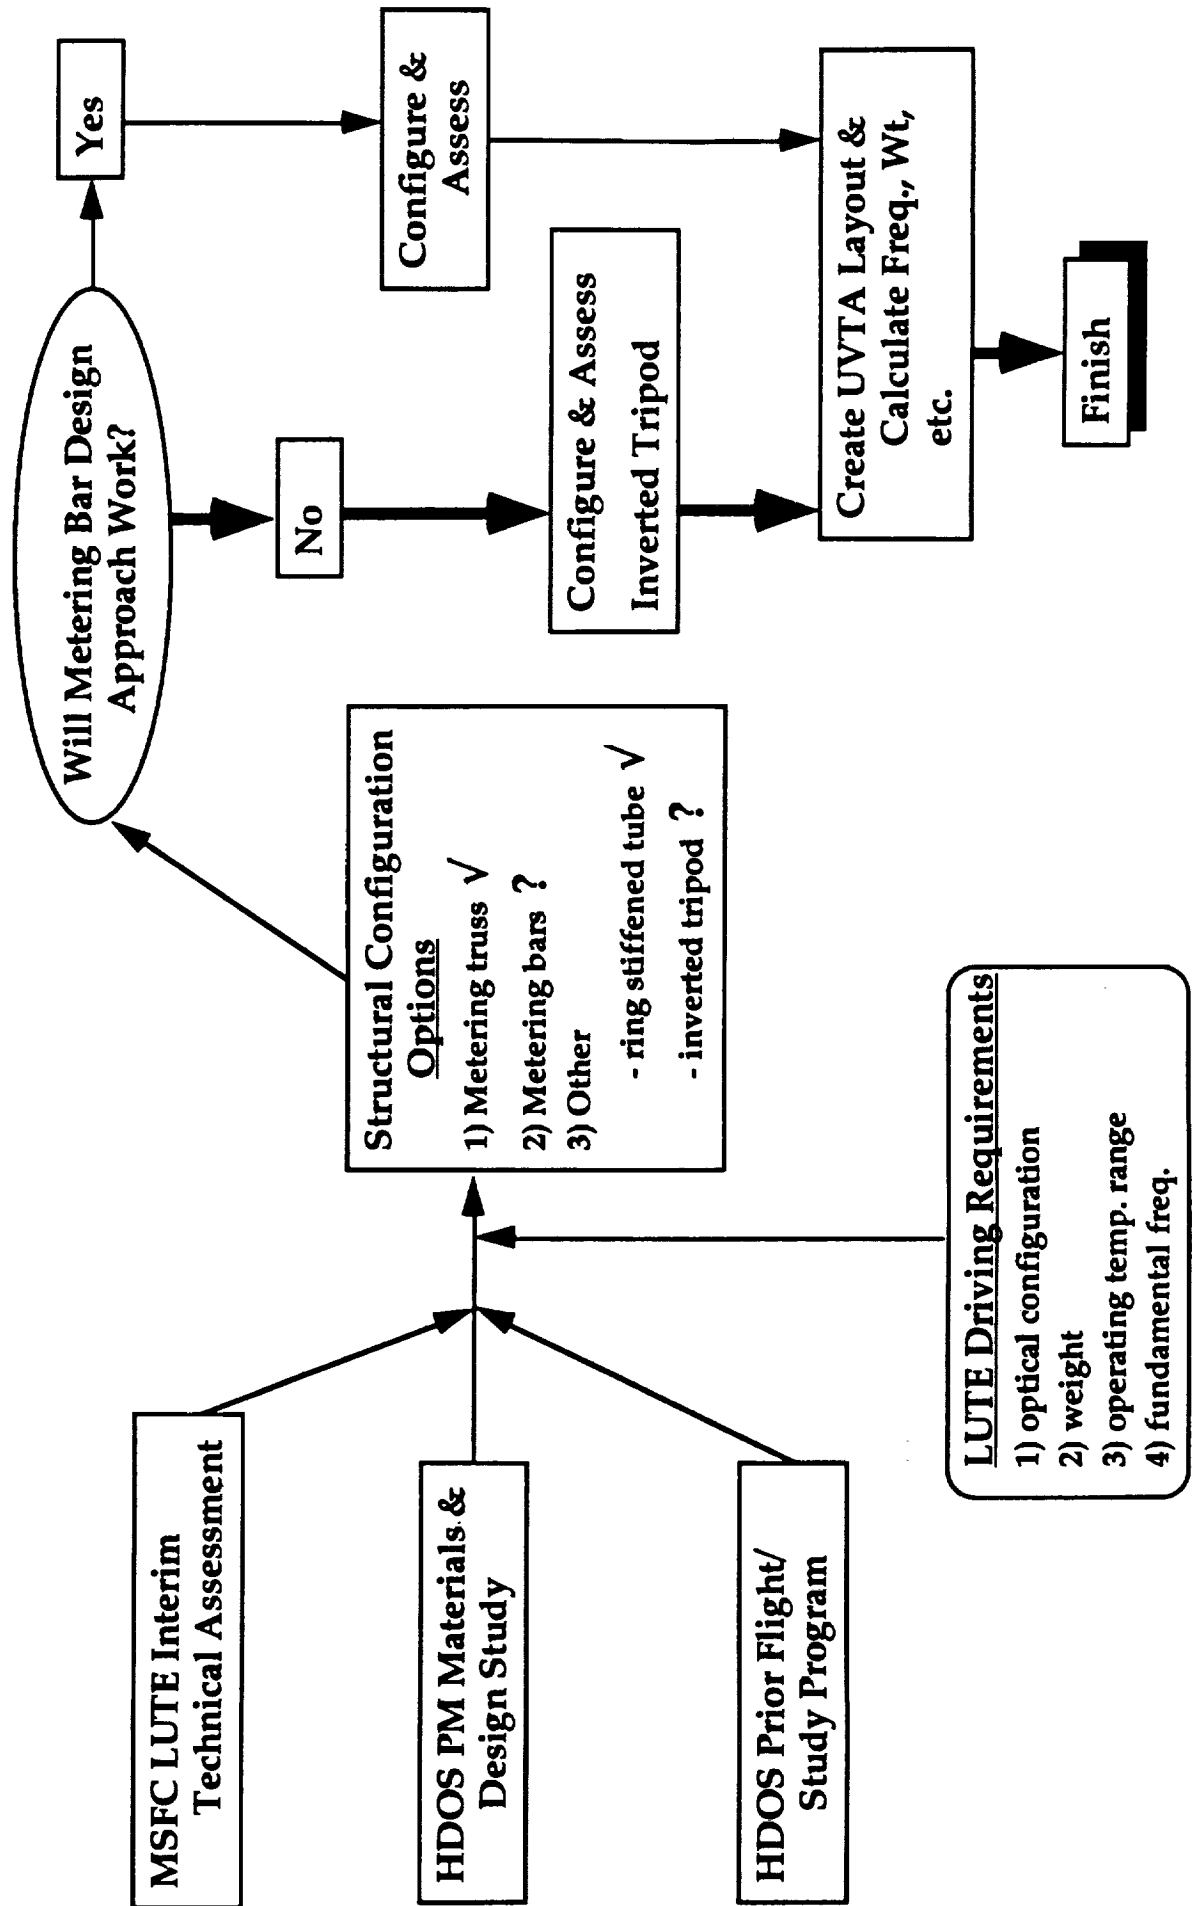 MSFC LUTE Interim
Technical Assessment
HDOS PM Materials &
Design Study
HDOS Prior Flight/
Study Program
LUTE Driving Requirements
1) optical configuration
2) weight
3) operating temp. range
4) fundamental freq.
Structural Configuration
Options
1) Metering truss √
2) Metering bars ?
3) Other
- ring stiffened tube √
- inverted tripod ?
Will Metering Bar Design
Approach Work?
Yes
No
Configure &
Assess
Configure & Assess
Inverted Tripod
Create UVTA Layout &
Calculate Freq., Wt,
etc.
Finish